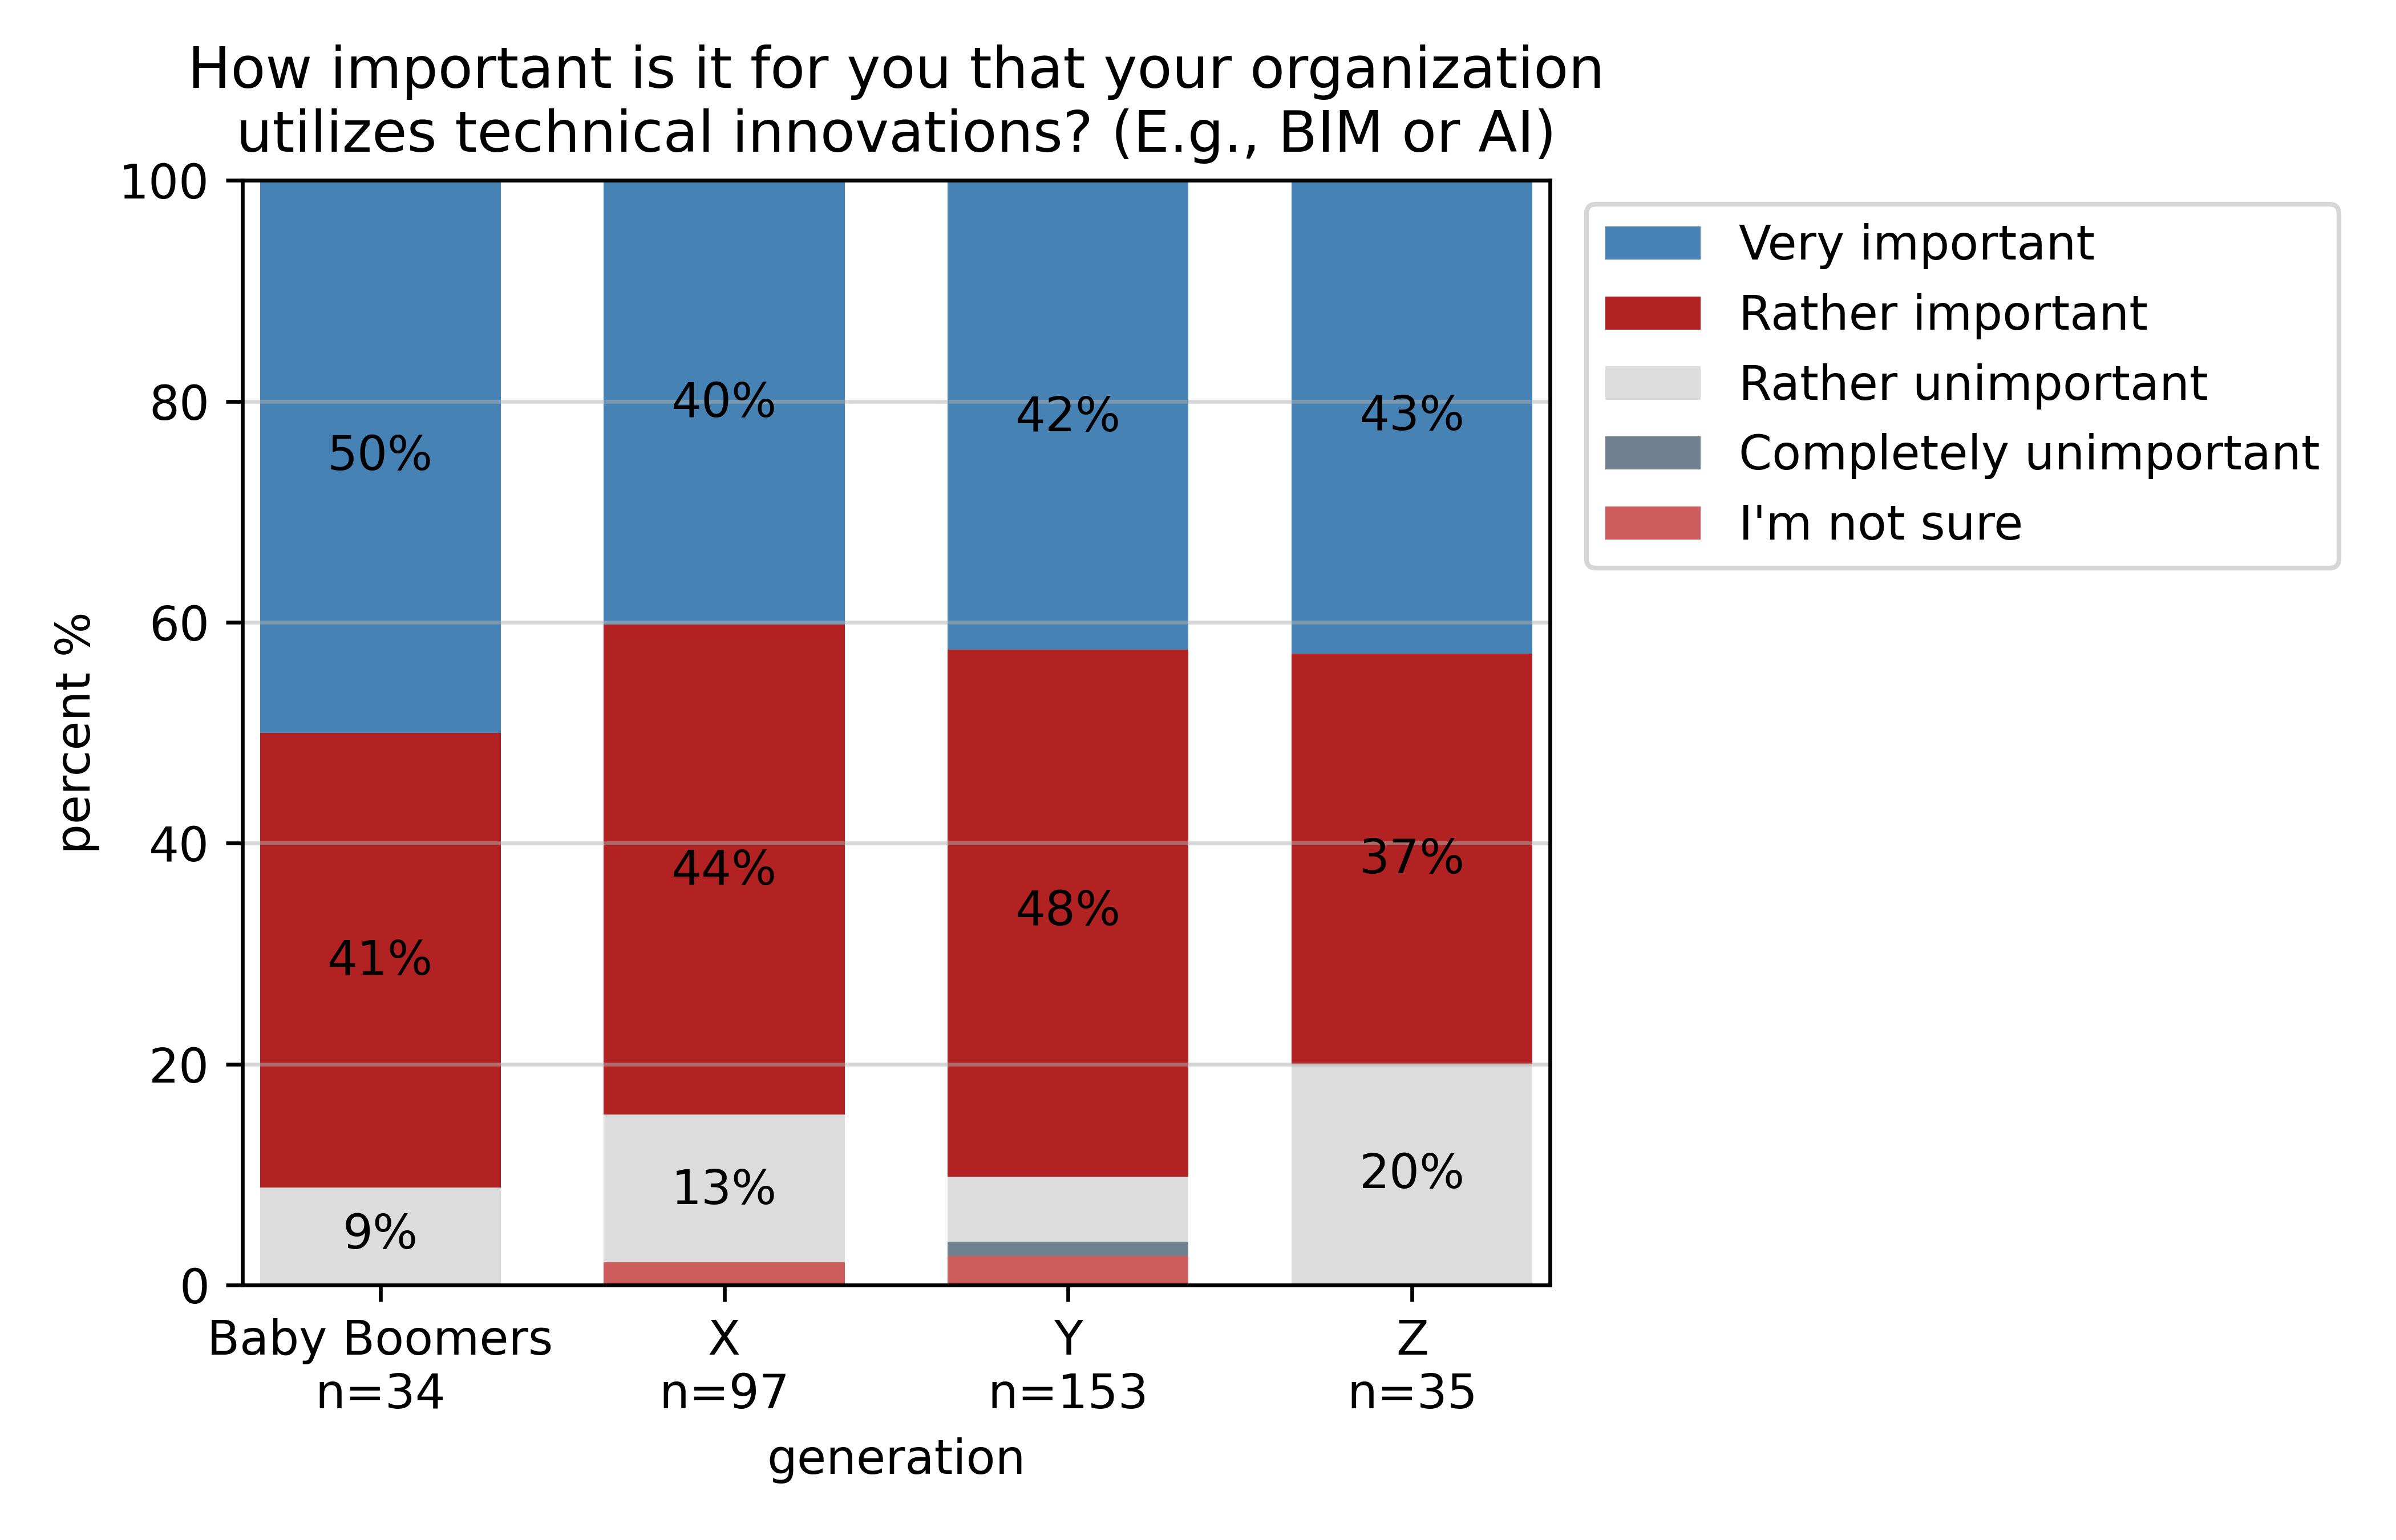 How important is it for you that your organization
utilizes technical innovations? (E.g., BIM or AI)
100
80
60
40
20
0
percent %
50%
41%
9%
40%
44%
13%
42%
48%
43%
37%
20%
Baby Boomers
n=34
X
n=97
Y
n=153
Z
n=35
generation
Very important
Rather important
Rather unimportant
Completely unimportant
I'm not sure